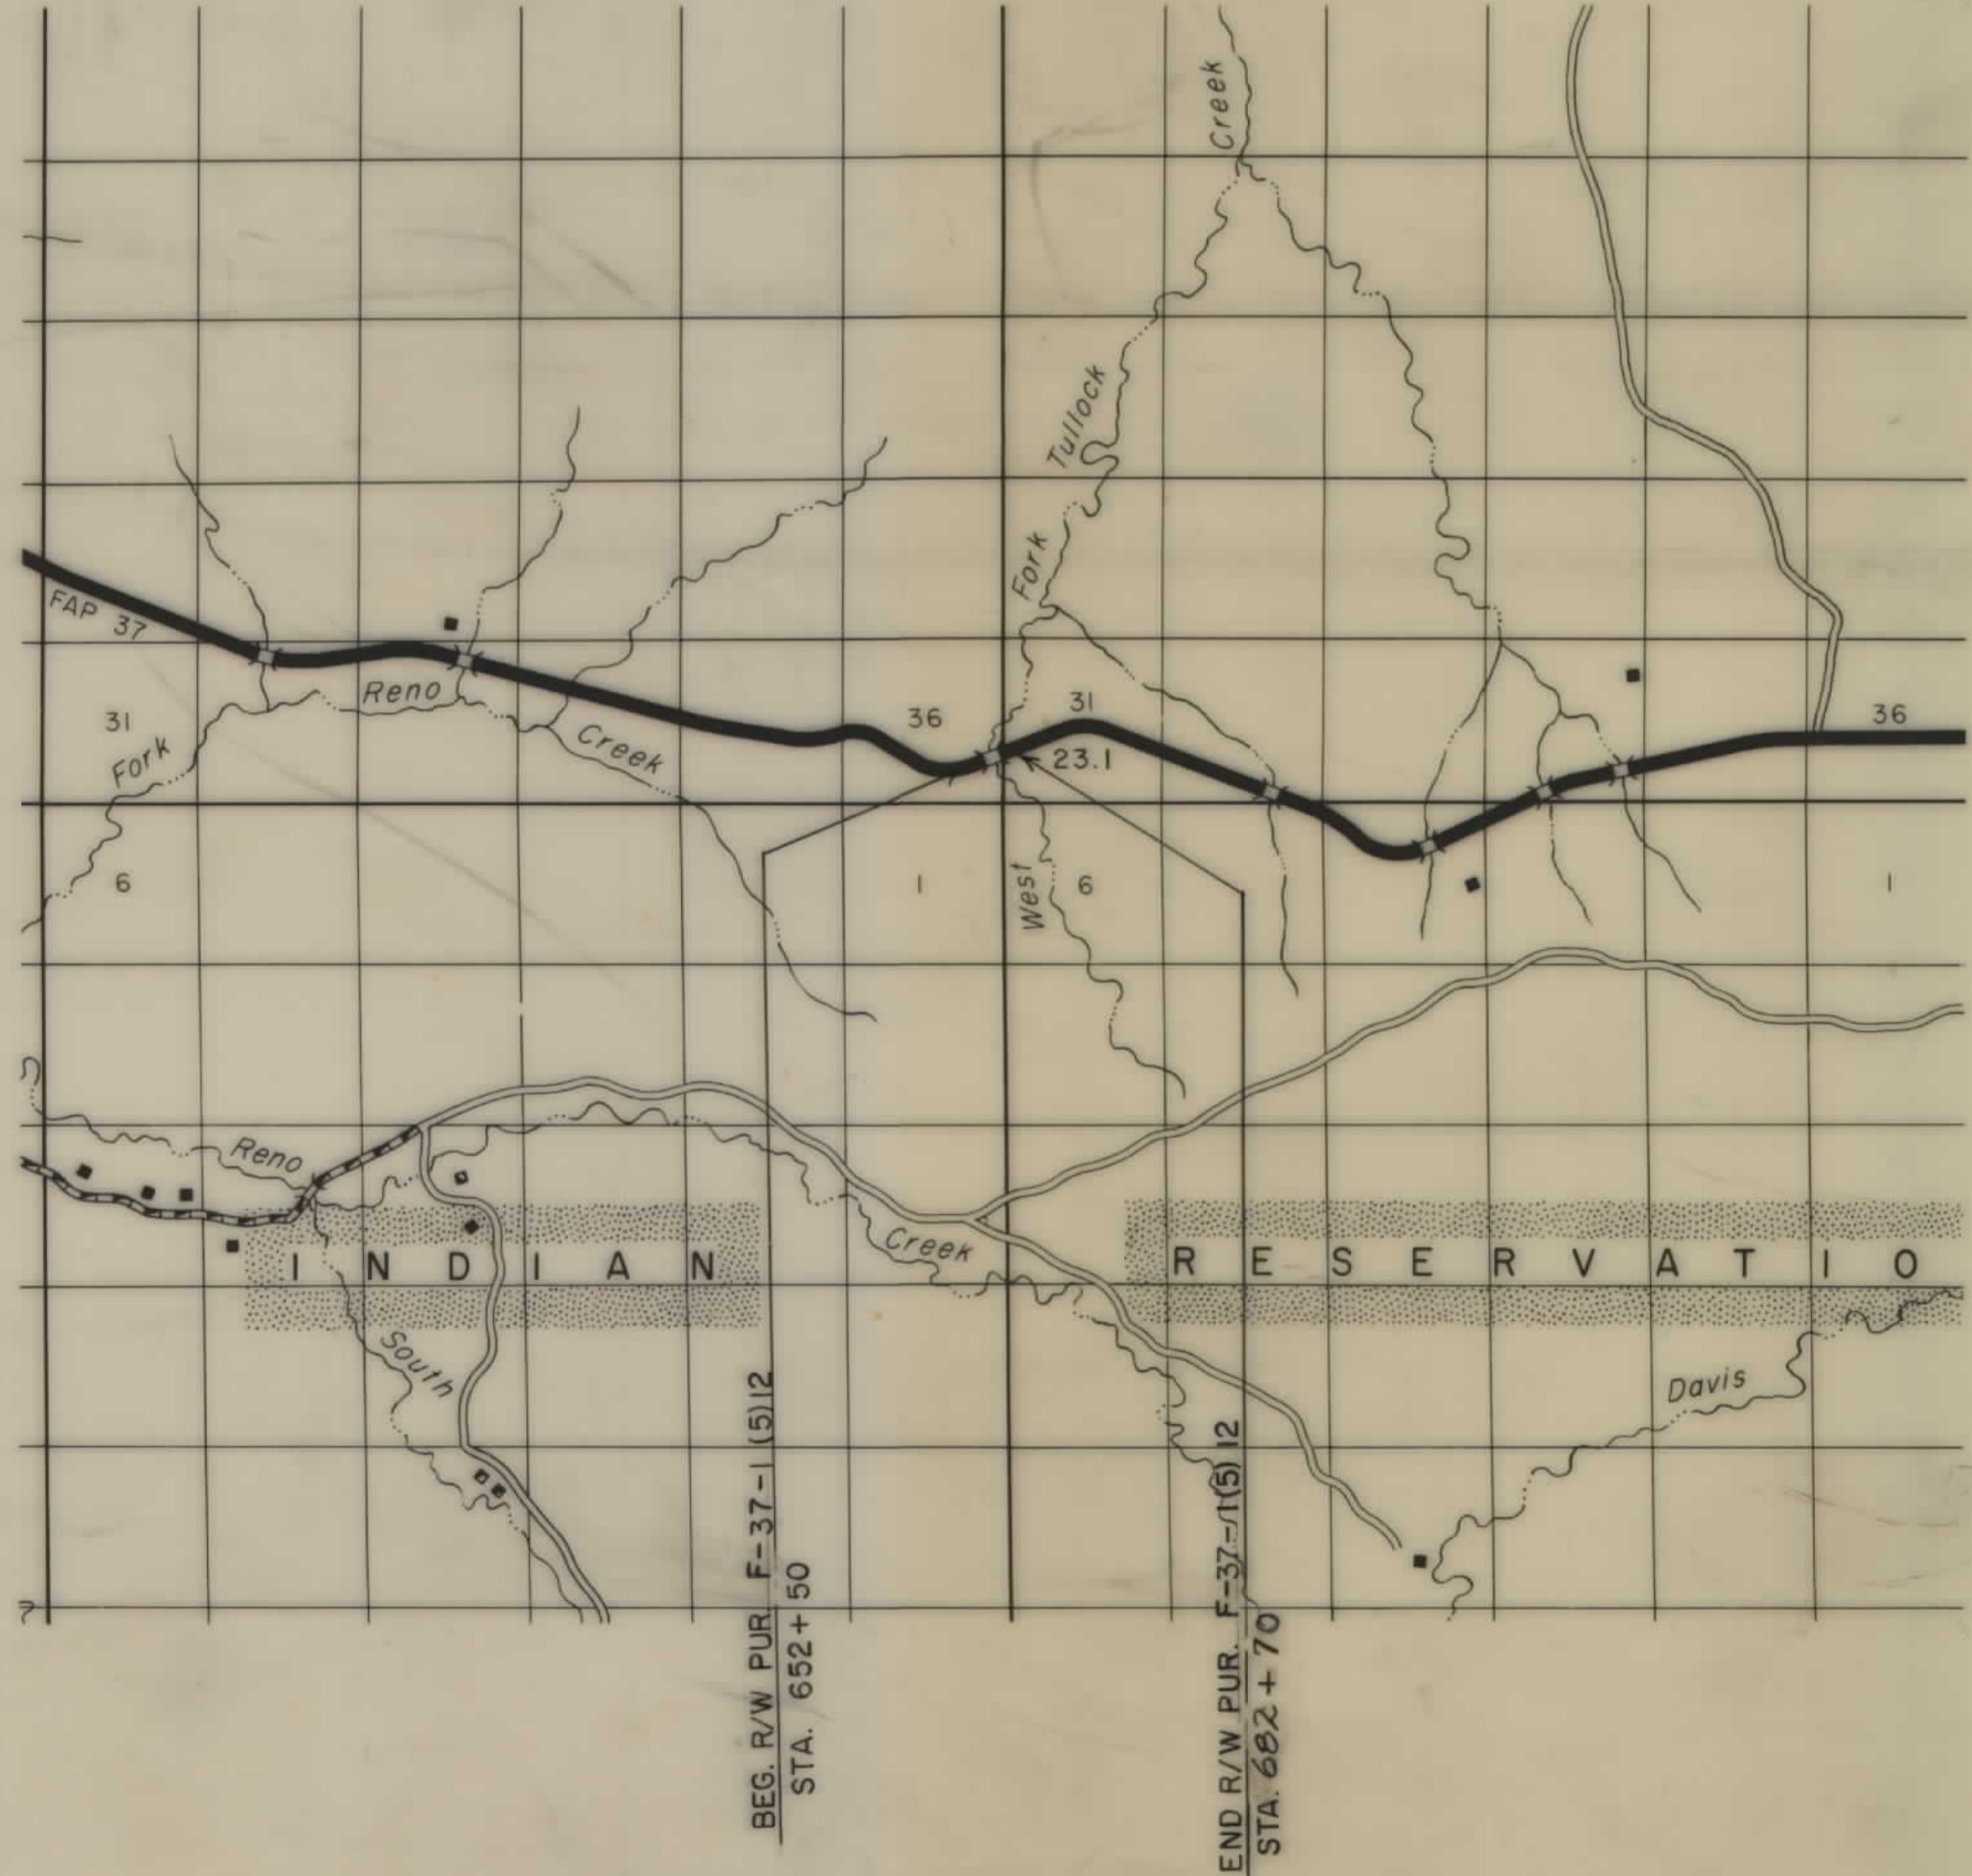 Creek
Tullock
Fork
FAP 37
Reno
Creek
31
36
31
36
Fork
23.1
6
1
West
6
1
Reno
Creek
INDIAN
RESERVATIO
South
Davis
BEG. R/W PUR. F-37-1(5)12
STA. 652+50
END R/W PUR. F-37-1(5)12
STA. 682+70